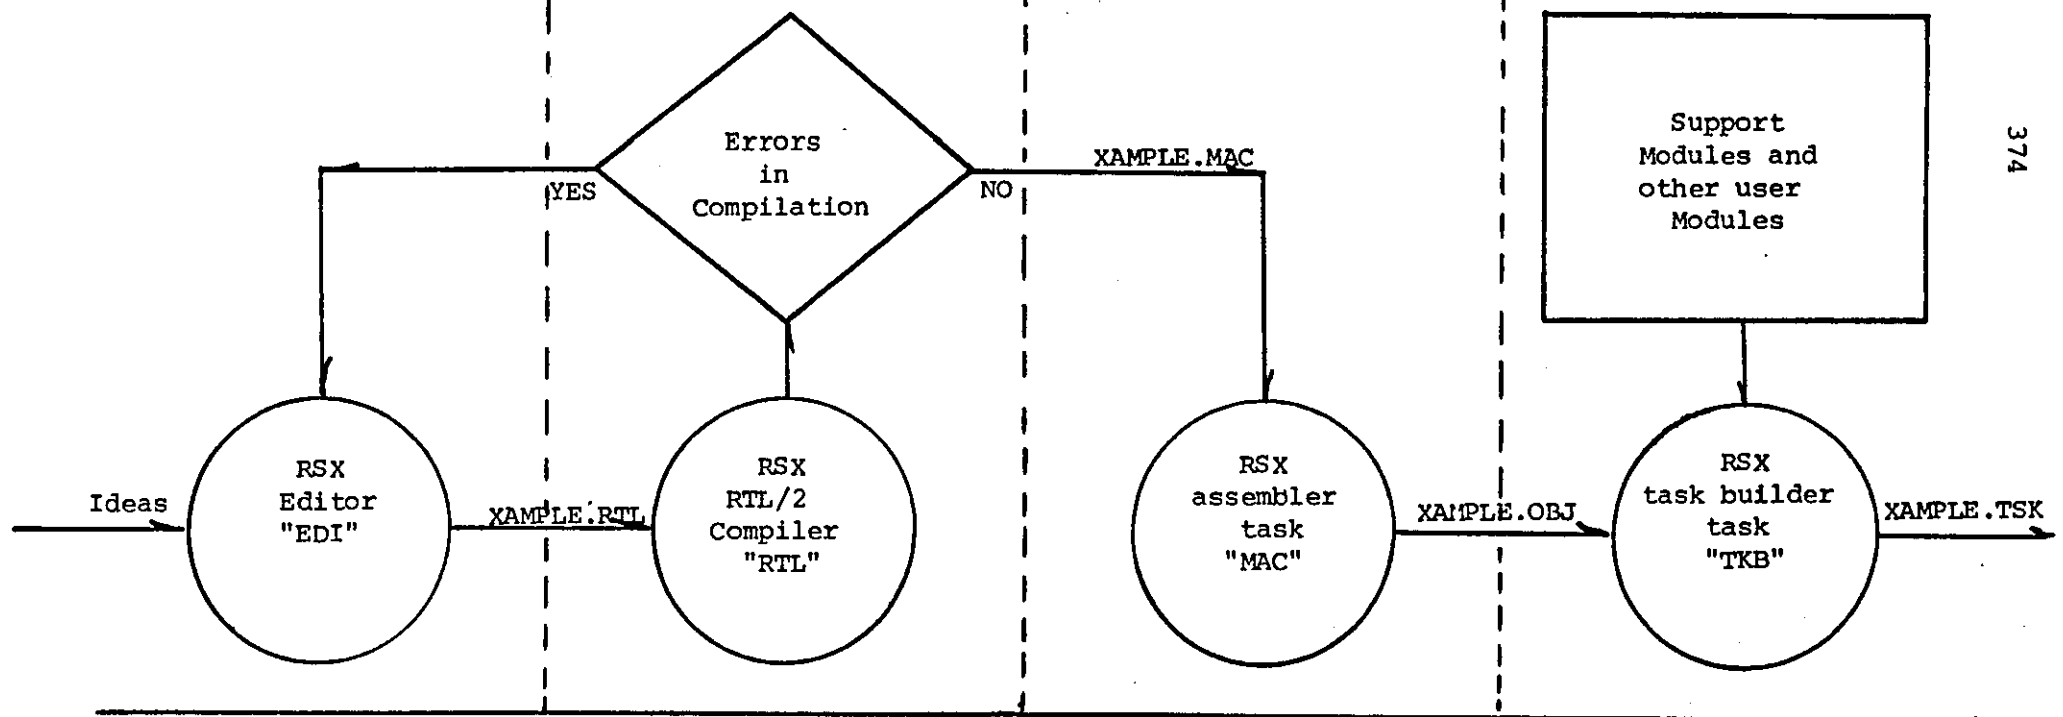 Errors
in
Compilation
YES
NO
XAMPLE.MAC
Support
Modules and
other user
Modules
374
Ideas
RSX
Editor
"EDI"
XAMPLE.RTL
RSX
RTL/2
Compiler
"RTL"
RSX
assembler
task
"MAC"
XAMPLE.OBJ
RSX
task builder
task
"TKB"
XAMPLE.TSK